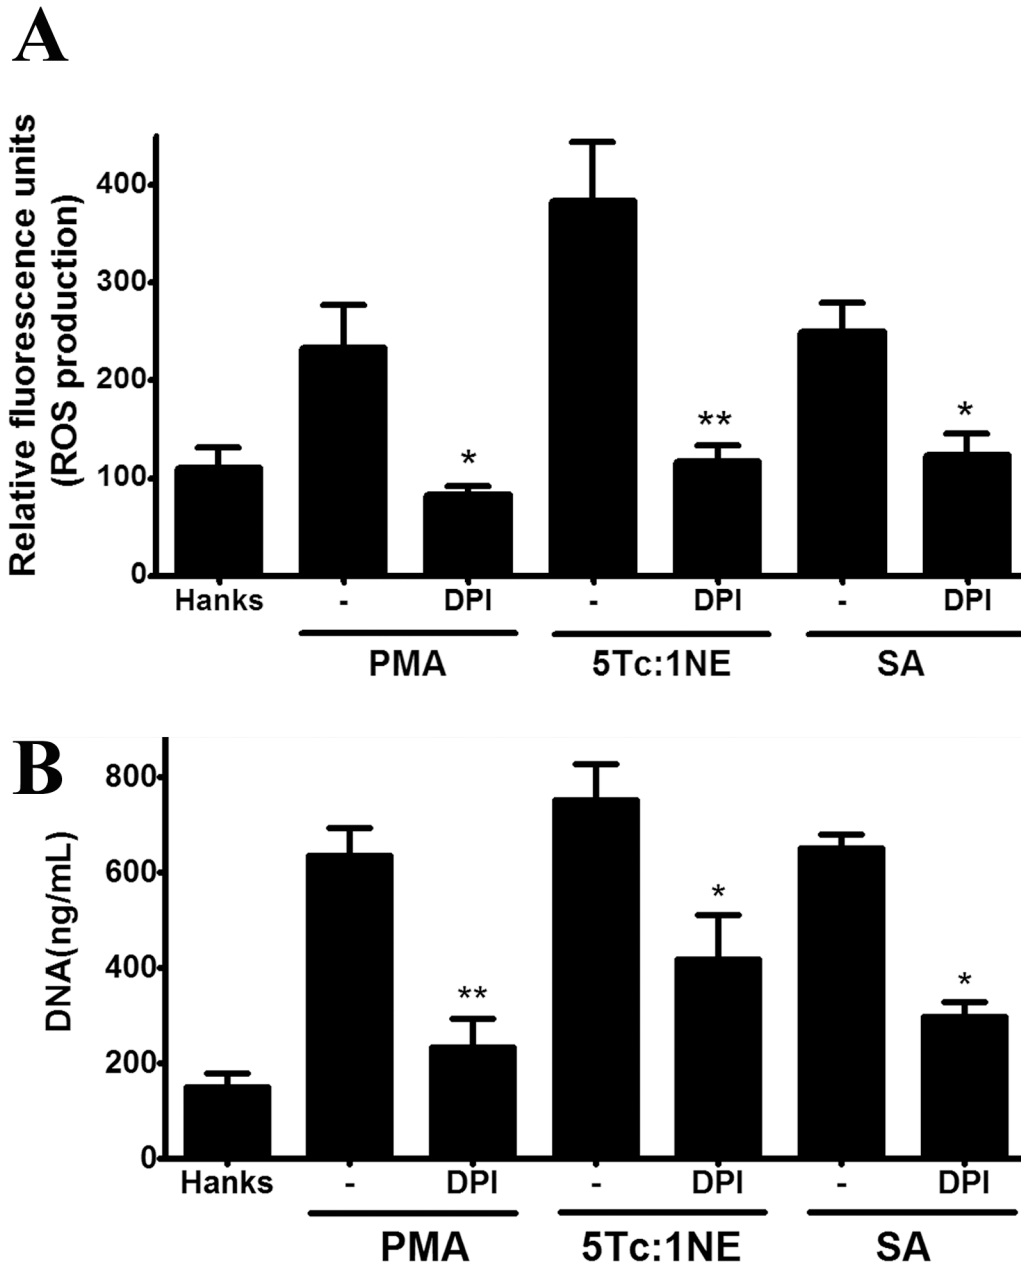 A
Relative fluorescence units
(ROS production)
400
300
200
100
0
*
**
*
Hanks - DPI - DPI - DPI
PMA 5Tc:1NE SA
B
DNA(ng/mL)
800
600
400
200
0
**
*
*
Hanks - DPI - DPI - DPI
PMA 5Tc:1NE SA